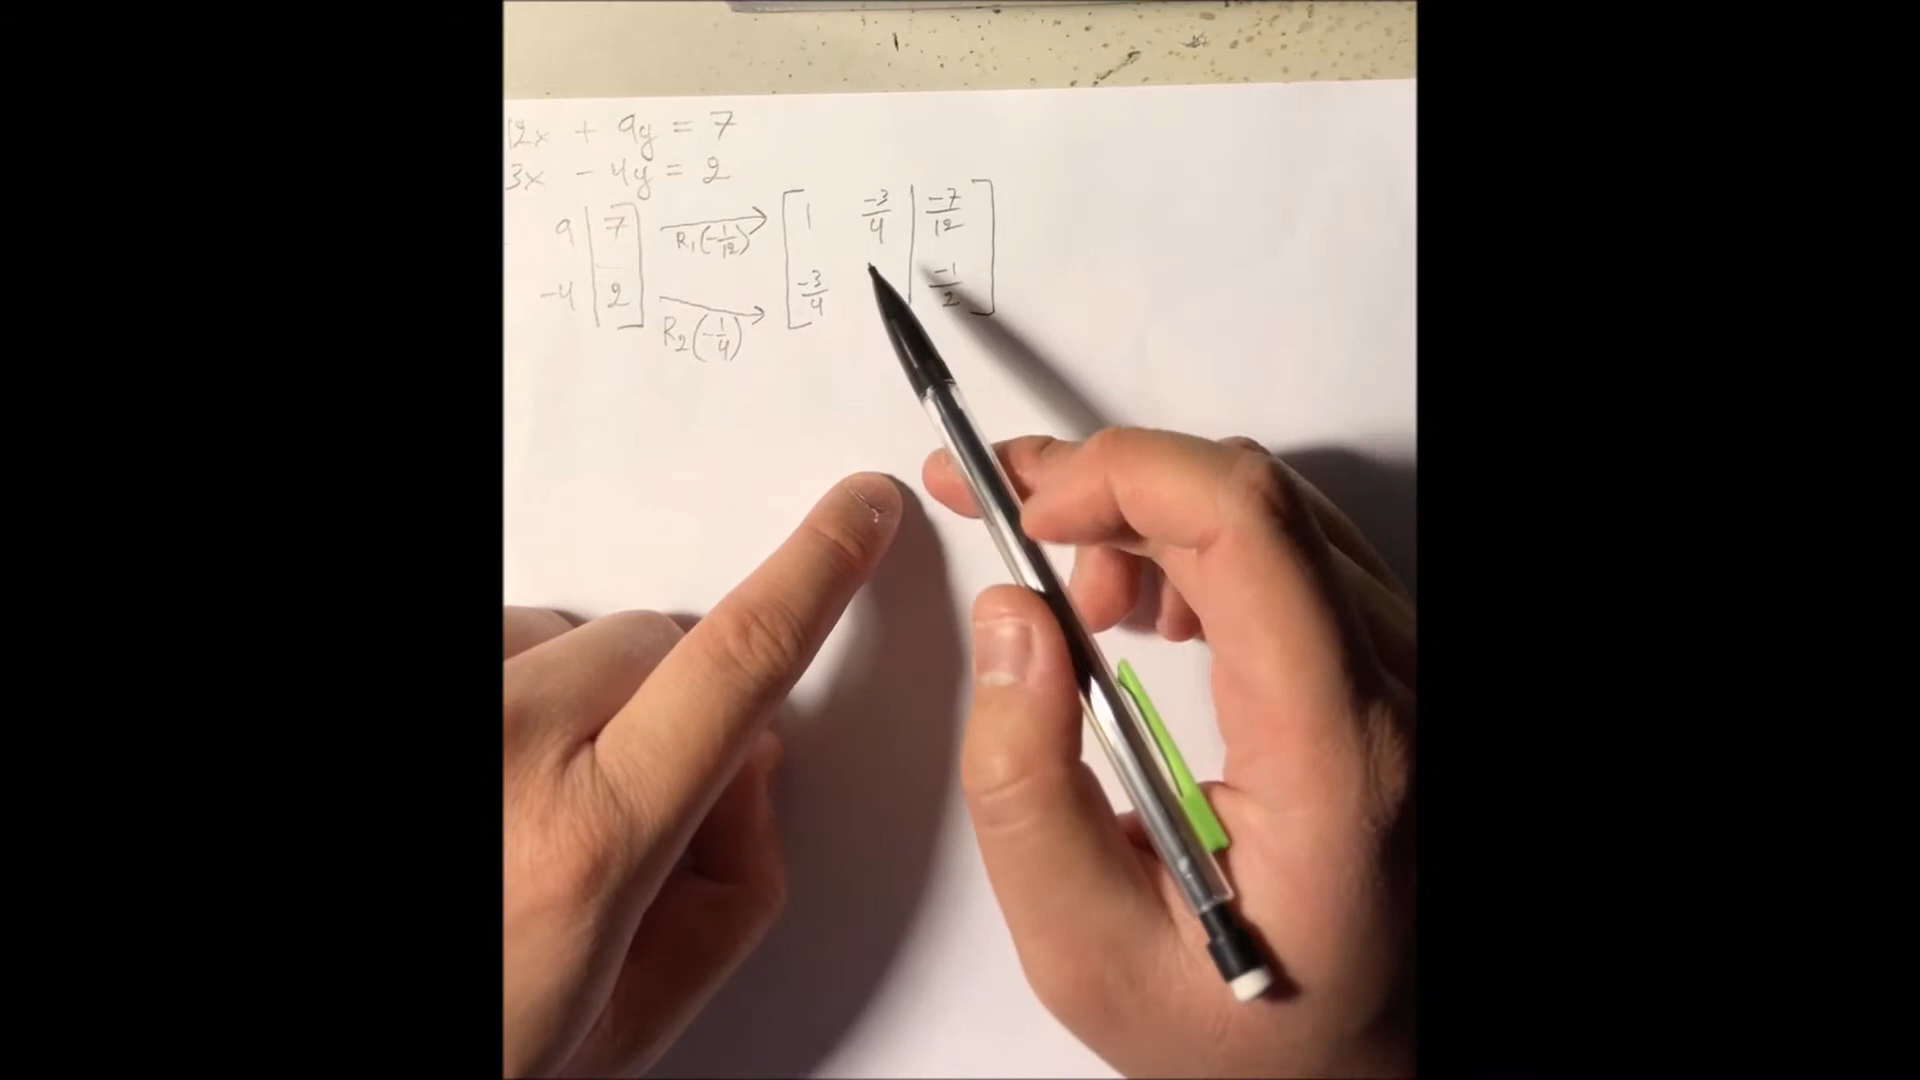 12x + 9y = 7
3x - 4y = 2
9 | 7 ] R₁(-1/12) → [ 1 -3/4 | -7/12 ]
-4 | 2 ] R₂(-1/4) → [ -3/4 | -1/2 ]